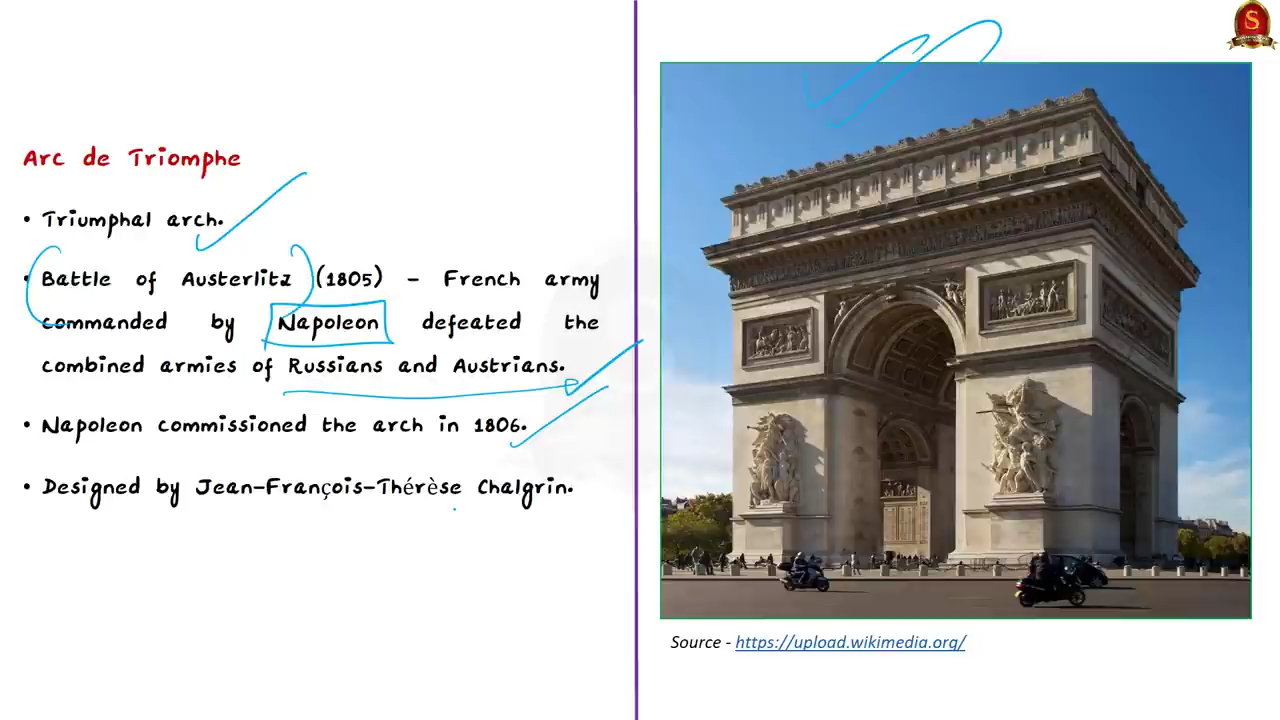 Arc de Triomphe
• Triumphal arch.
• Battle of Austerlitz (1805) – French army
commanded by Napoleon defeated the
combined armies of Russians and Austrians.
• Napoleon commissioned the arch in 1806.
• Designed by Jean-François-Thérèse Chalgrin.
S
Source - https://upload.wikimedia.org/